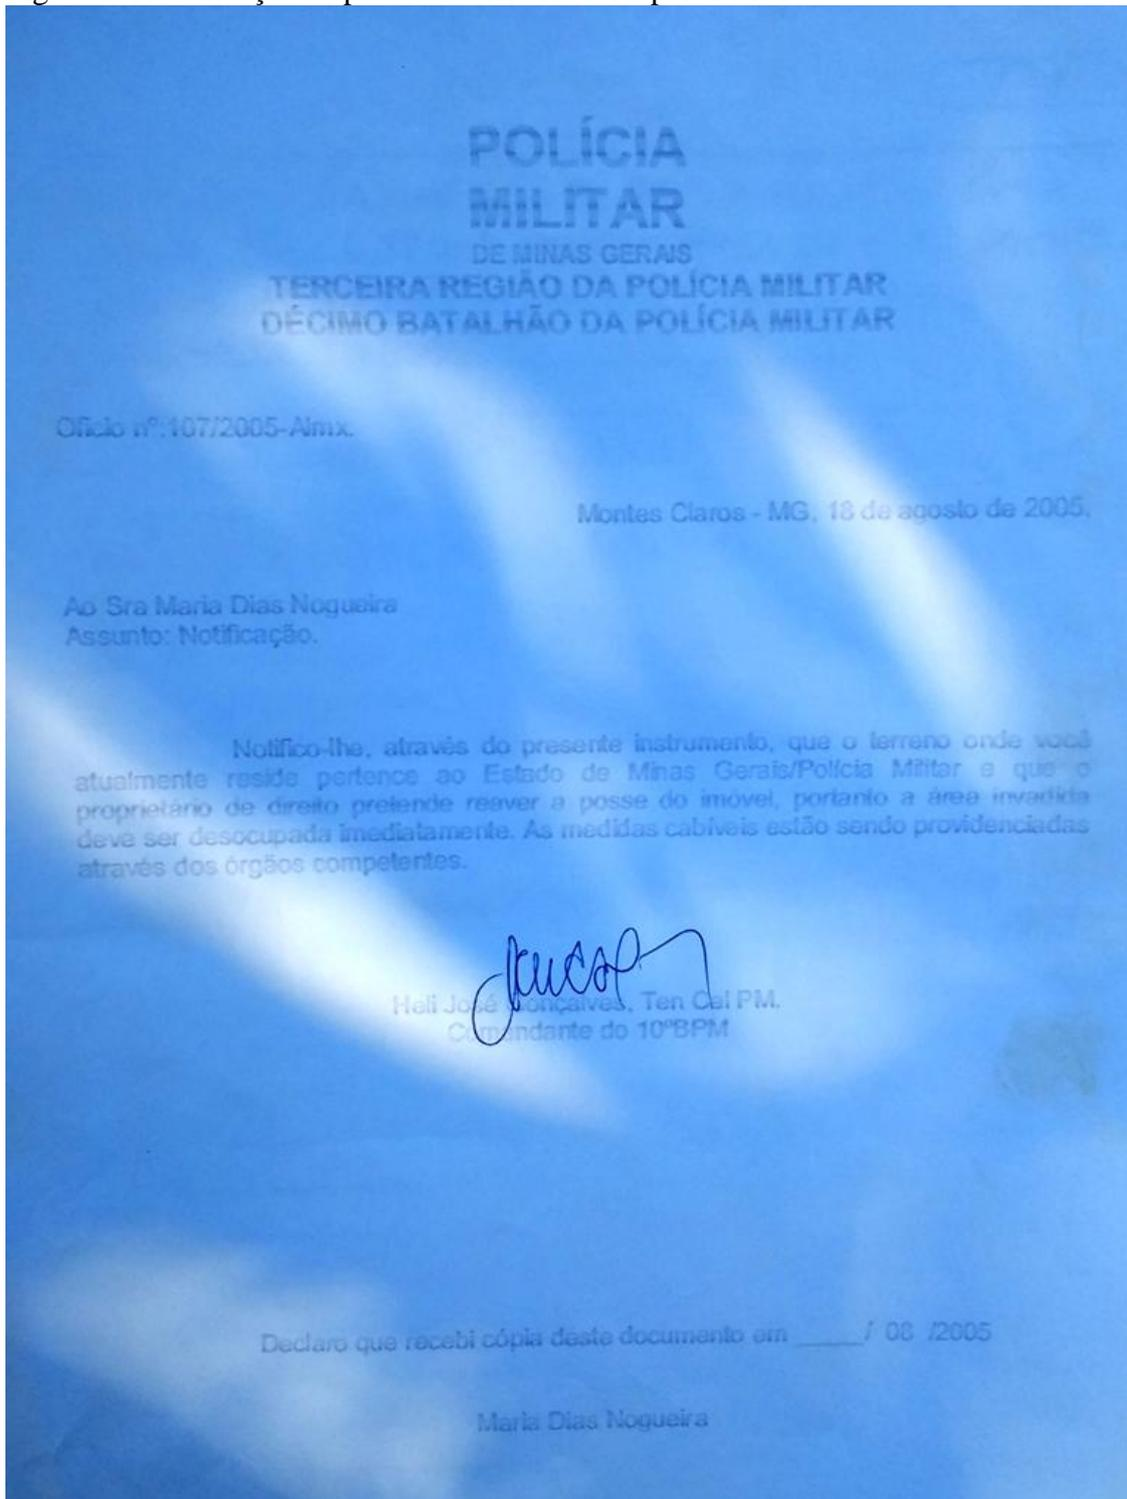 POLÍCIA
MILITAR
DE MINAS GERAIS
TERCEIRA REGIÃO DA POLÍCIA MILITAR
DÉCIMO BATALHÃO DA POLÍCIA MILITAR
Oficio nº:107/2005-Almx.
Montes Claros - MG, 18 de agosto de 2005.
Ao Sra Maria Dias Nogueira
Assunto: Notificação.
Notifico-lhe, através do presente instrumento, que o terreno onde você
atualmente reside pertence ao Estado de Minas Gerais/Polícia Militar e que o
proprietário de direito pretende reaver a posse do imóvel, portanto a área invadida
deve ser desocupada imediatamente. As medidas cabíveis estão sendo providenciadas
através dos órgãos competentes.
Heli José Gonçalves, Ten Cel PM.
Comandante do 10ºBPM
Declaro que recebi cópia deste documento em _____/ 08 /2005
Maria Dias Nogueira